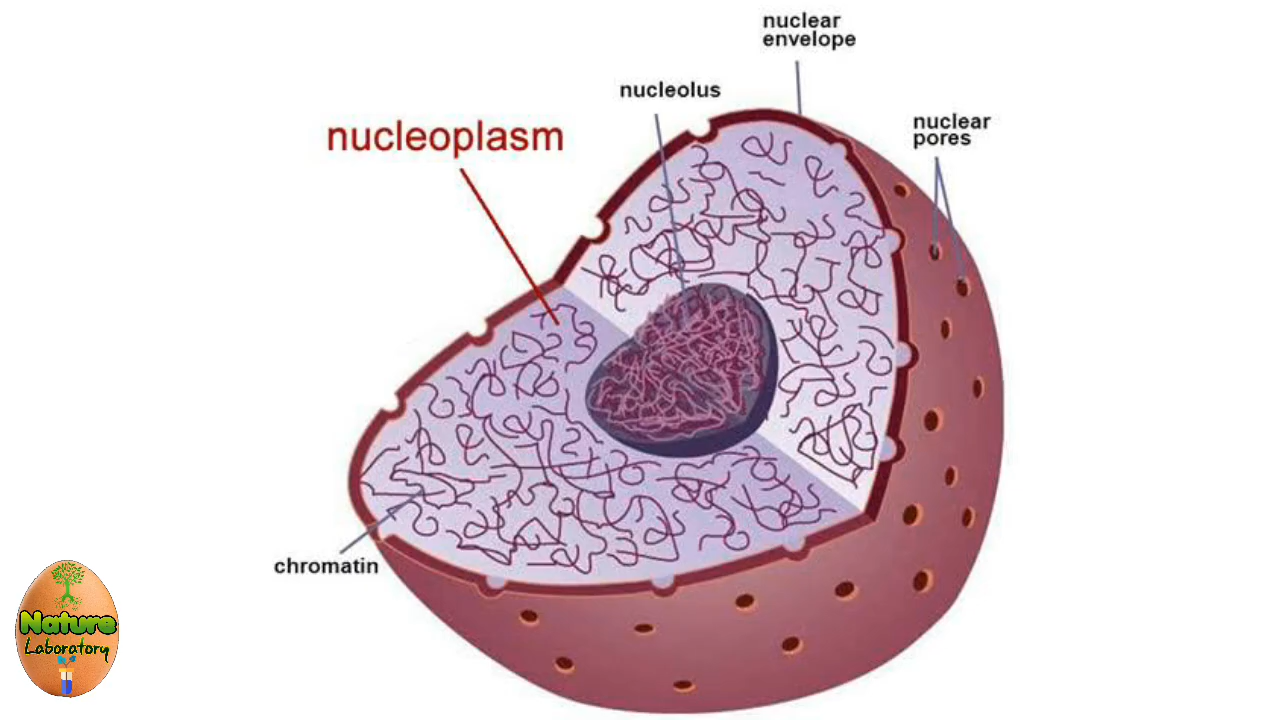 nuclear
envelope
nucleolus
nuclear
pores
nucleoplasm
chromatin
Nature
Laboratory